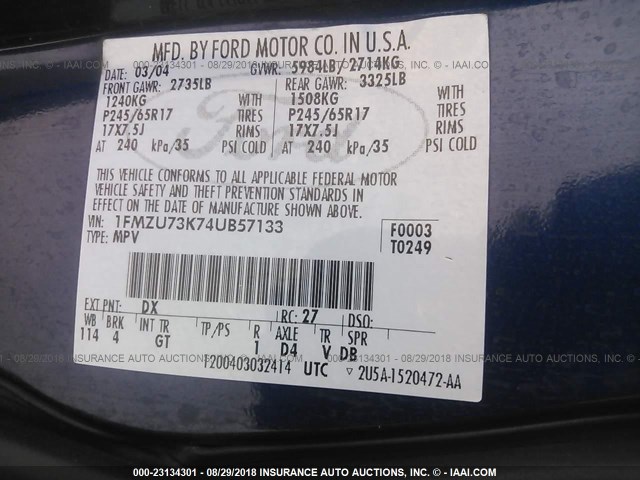 MFD. BY FORD MOTOR CO. IN U.S.A.
DATE: 03/04 GVWR: 5984LB/ 2714KG
FRONT GAWR: 2735LB REAR GAWR: 3325LB
1240KG WITH 1508KG WITH
P245/65R17 TIRES P245/65R17 TIRES
17X7.5J RIMS 17X7.5J RIMS
AT 240 kPa/35 PSI COLD AT 240 kPa/35 PSI COLD
Ford
THIS VEHICLE CONFORMS TO ALL APPLICABLE FEDERAL MOTOR
VEHICLE SAFETY AND THEFT PREVENTION STANDARDS IN
EFFECT ON THE DATE OF MANUFACTURE SHOWN ABOVE.
VIN: 1FMZU73K74UB57133 F0003
TYPE: MPV T0249
EXT PNT: DX RC: 27 DSO:
WB BRK INT TR TP/PS R AXLE TR SPR
114 4 GT 1 D4 V DB
1200403032414 UTC ▽ 2U5A-1520472-AA
000-23134301 - 08/29/2018 INSURANCE AUTO AUCTIONS CORP. © - IAAI.COM